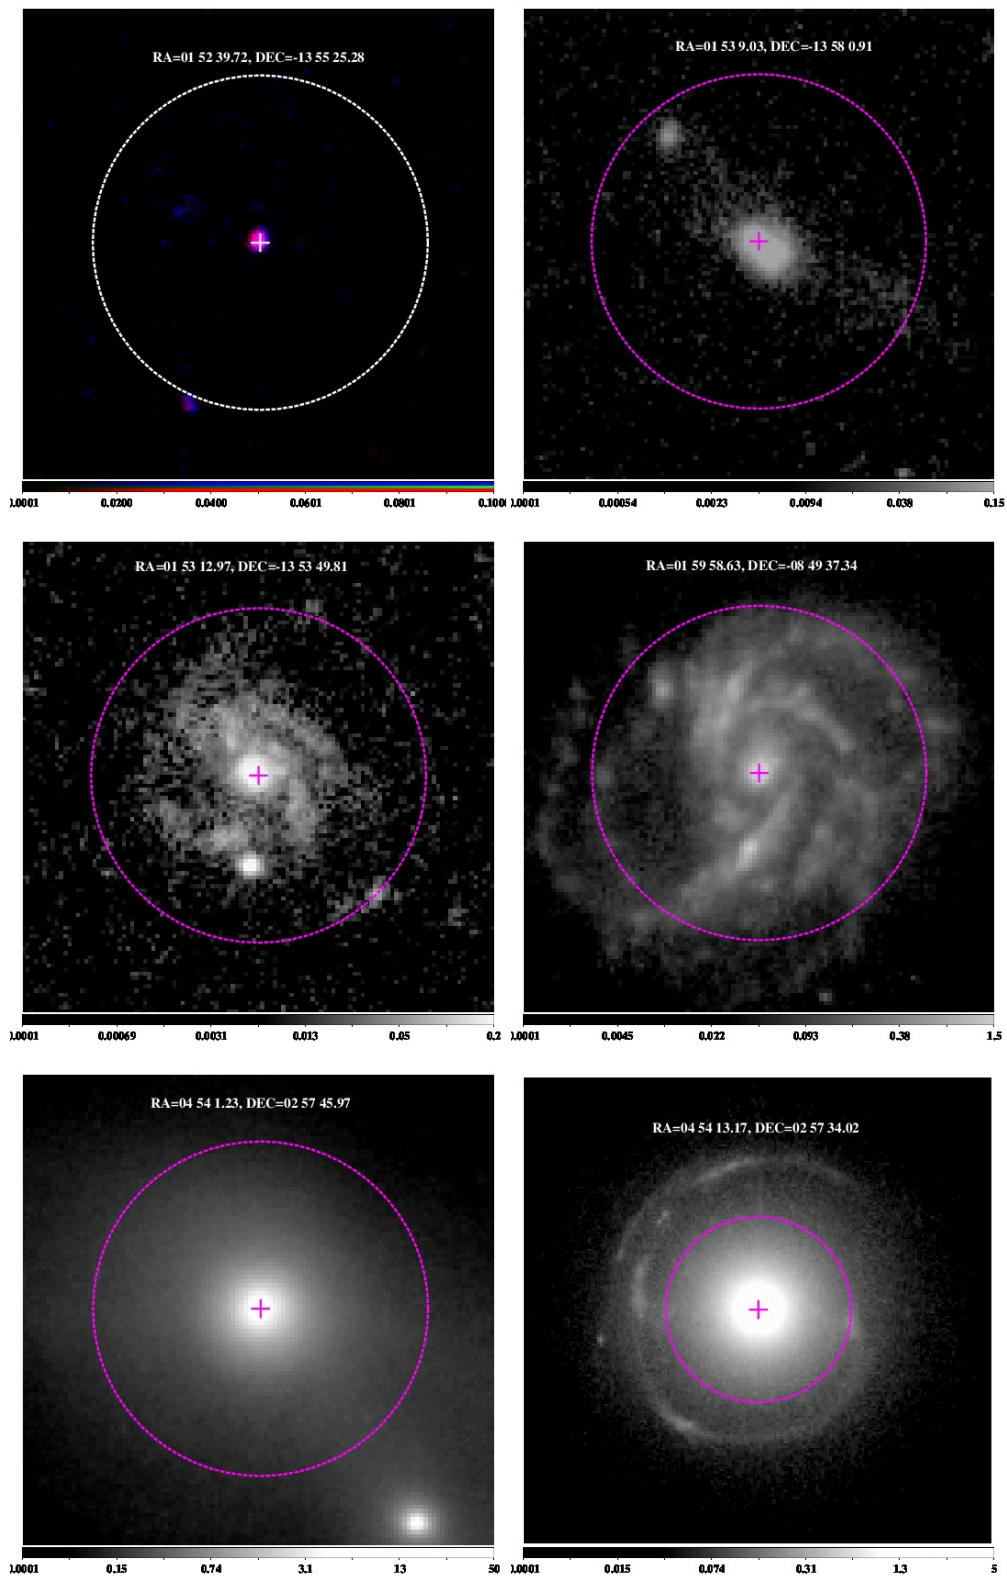 RA=01 52 39.72, DEC=-13 55 25.28
RA=01 53 9.03, DEC=-13 58 0.91
0.0200 0.0400 0.0601 0.0801
0.00054 0.0023 0.0094 0.038 0.15
RA=01 53 12.97, DEC=-13 53 49.81
RA=01 59 58.63, DEC=-08 49 37.34
0.00069 0.0031 0.013 0.05 0.2
0.0045 0.022 0.093 0.38 1.5
RA=04 54 1.23, DEC=02 57 45.97
RA=04 54 13.17, DEC=02 57 34.02
0.15 0.74 3.1 13 50
0.015 0.074 0.31 1.3 5